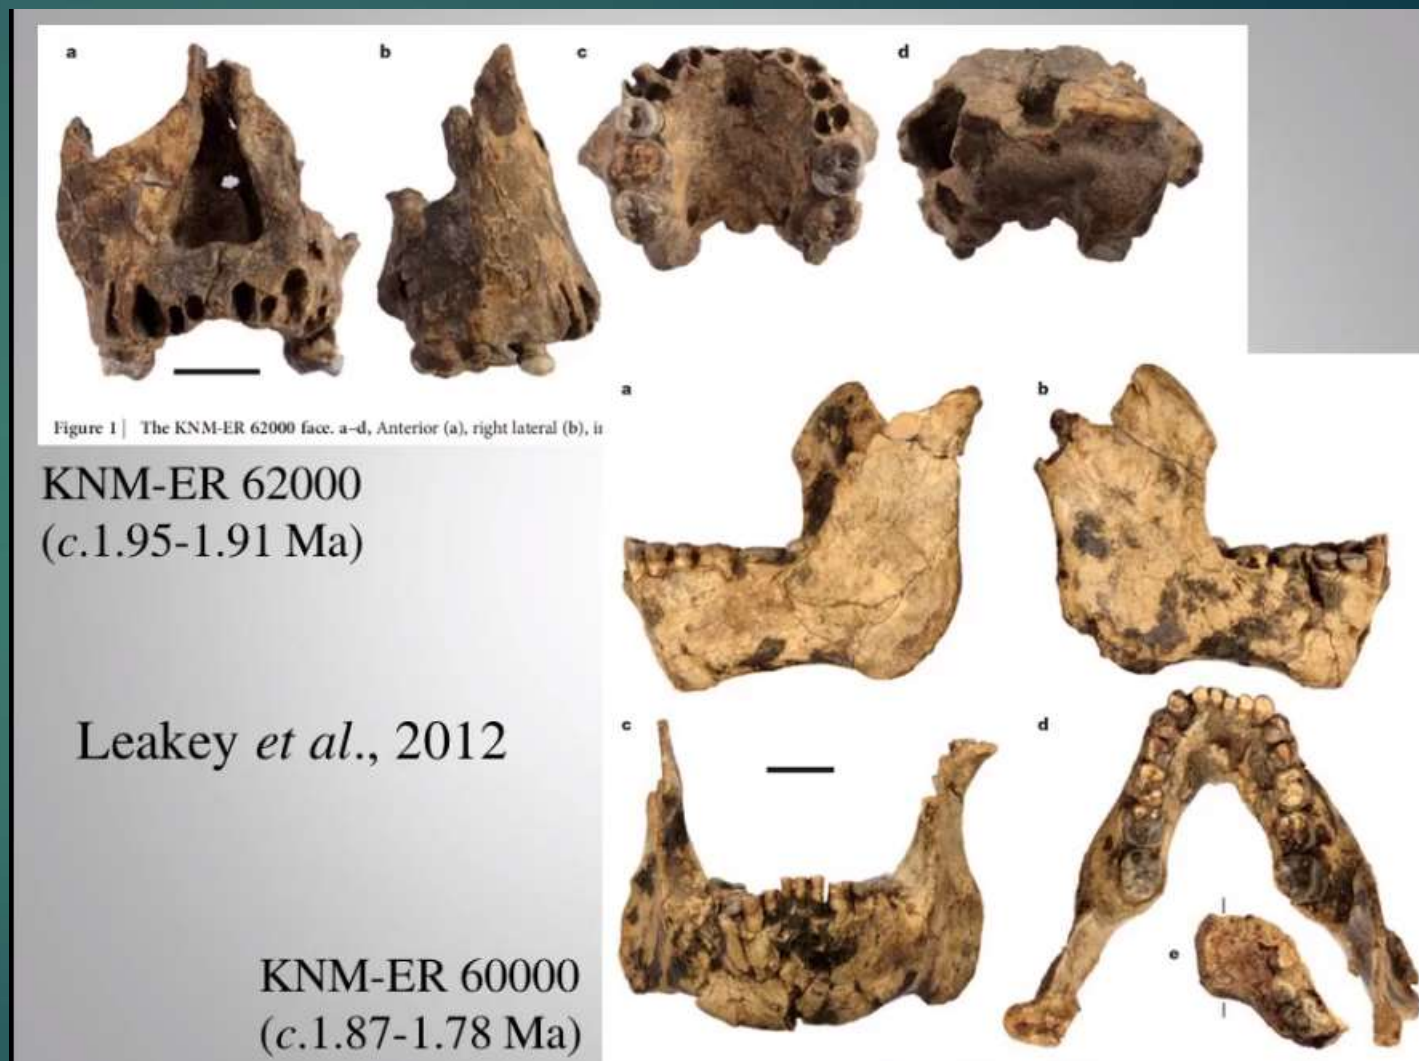 a
b
c
d
Figure 1 | The KNM-ER 62000 face. a–d, Anterior (a), right lateral (b),
KNM-ER 62000
(c.1.95-1.91 Ma)
Leakey et al., 2012
KNM-ER 60000
(c.1.87-1.78 Ma)
a
b
c
d
e